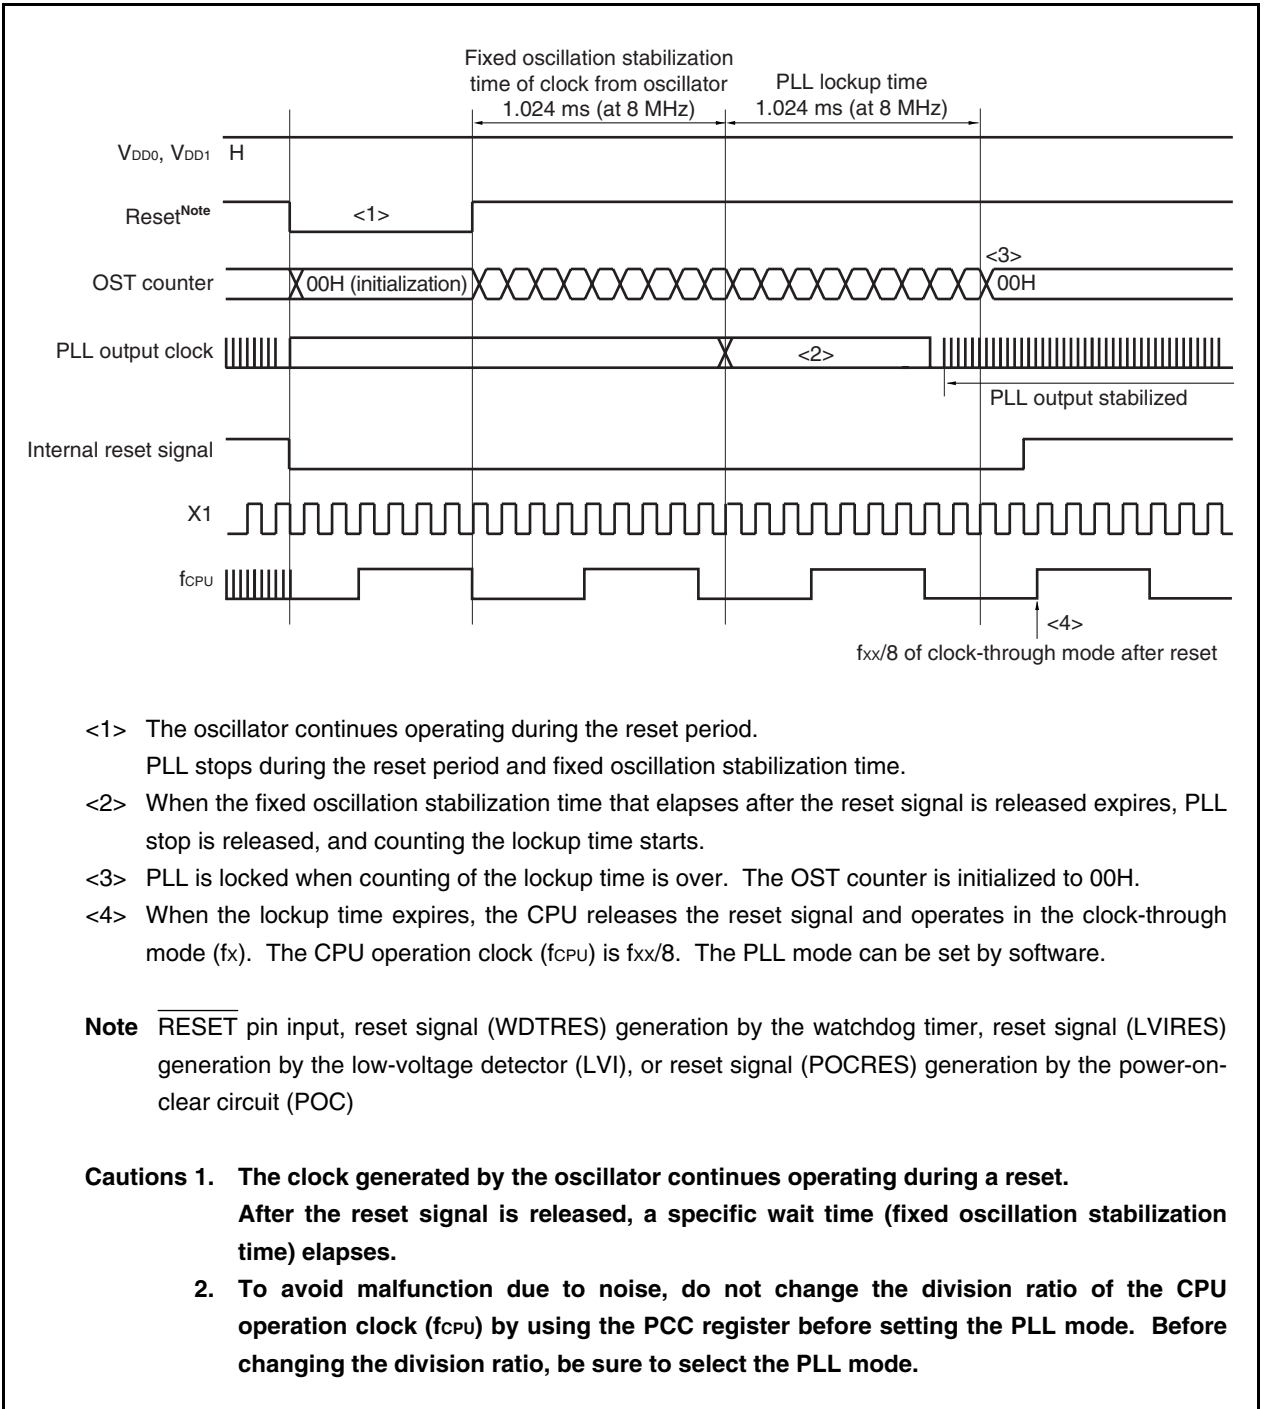 Fixed oscillation stabilization
time of clock from oscillator
1.024 ms (at 8 MHz)
PLL lockup time
1.024 ms (at 8 MHz)
VDD0, VDD1 H
ResetNote <1>
<3>
OST counter 00H (initialization) 00H
PLL output clock <2>
PLL output stabilized
Internal reset signal
X1
fCPU
<4>
fXX/8 of clock-through mode after reset
<1> The oscillator continues operating during the reset period.
PLL stops during the reset period and fixed oscillation stabilization time.
<2> When the fixed oscillation stabilization time that elapses after the reset signal is released expires, PLL
stop is released, and counting the lockup time starts.
<3> PLL is locked when counting of the lockup time is over. The OST counter is initialized to 00H.
<4> When the lockup time expires, the CPU releases the reset signal and operates in the clock-through
mode (fX). The CPU operation clock (fCPU) is fXX/8. The PLL mode can be set by software.
Note RESET pin input, reset signal (WDTRES) generation by the watchdog timer, reset signal (LVIRES)
generation by the low-voltage detector (LVI), or reset signal (POCRES) generation by the power-on-
clear circuit (POC)
Cautions 1. The clock generated by the oscillator continues operating during a reset.
After the reset signal is released, a specific wait time (fixed oscillation stabilization
time) elapses.
2. To avoid malfunction due to noise, do not change the division ratio of the CPU
operation clock (fCPU) by using the PCC register before setting the PLL mode. Before
changing the division ratio, be sure to select the PLL mode.